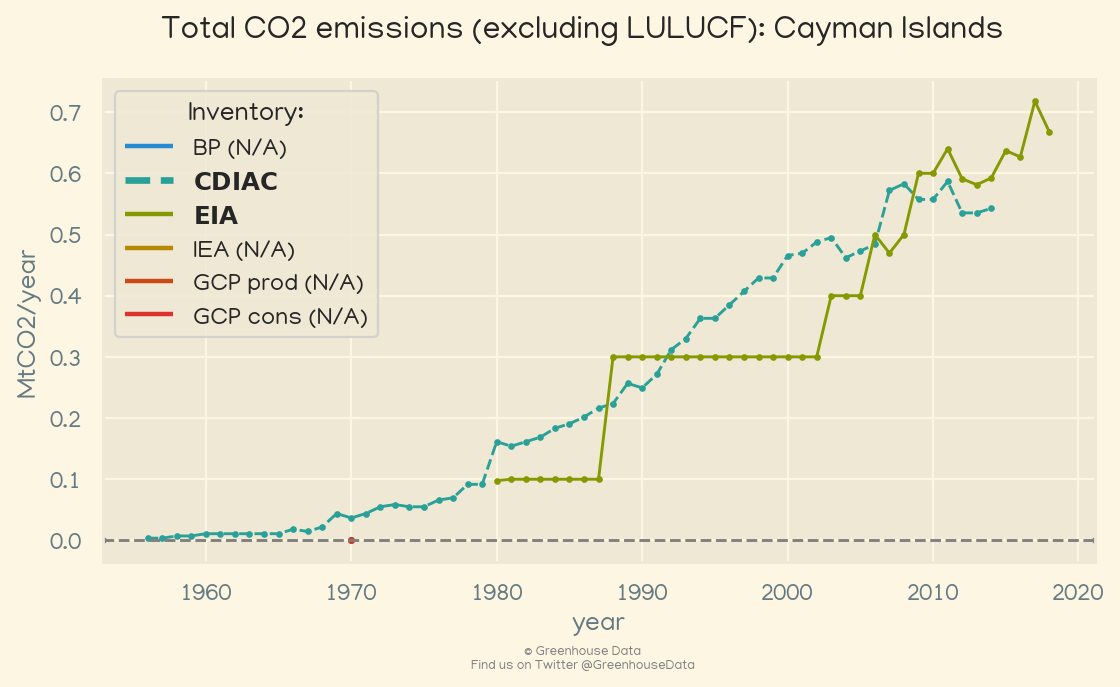 Total CO2 emissions (excluding LULUCF): Cayman Islands
Inventory:
BP (N/A)
CDIAC
EIA
IEA (N/A)
GCP prod (N/A)
GCP cons (N/A)
MtCO2/year
0.7
0.6
0.5
0.4
0.3
0.2
0.1
0.0
1960 1970 1980 1990 2000 2010 2020
year
© Greenhouse Data
Find us on Twitter @GreenhouseData